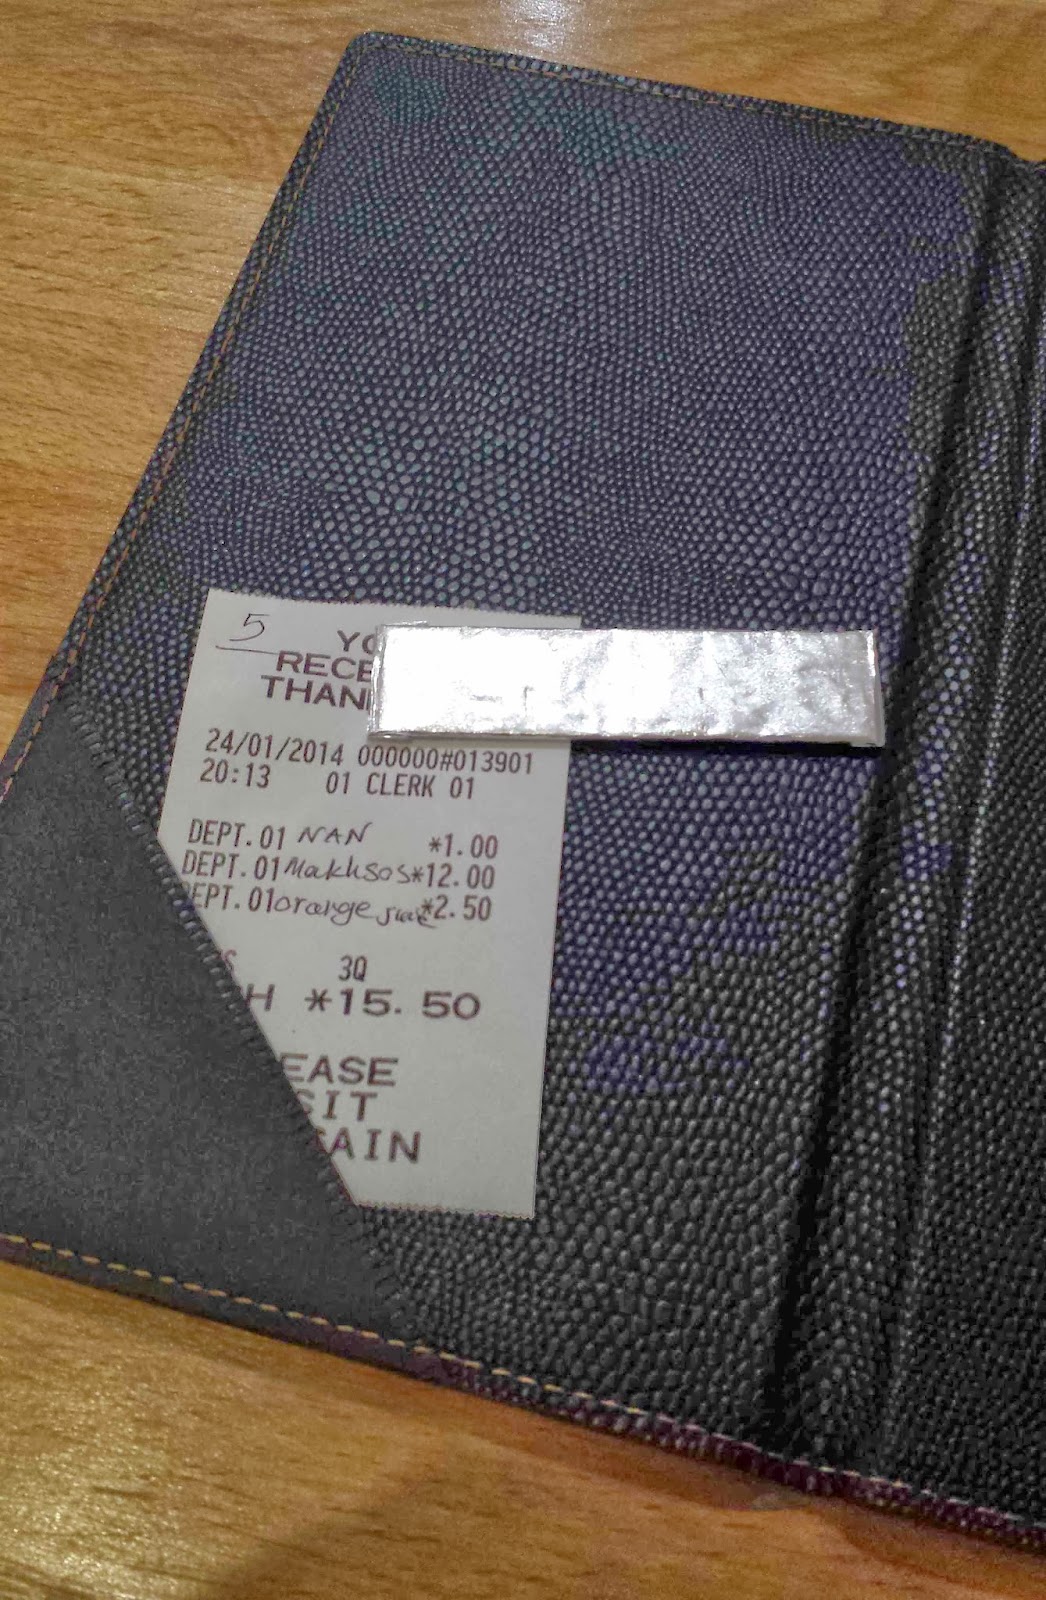 5
YO
RECE
THAN
24/01/2014 000000#013901
20:13 01 CLERK 01
DEPT.01 NAN *1.00
DEPT.01 Makhsos *12.00
EPT.01 orange *2.50
S 3Q
H *15.50
EASE
SIT
AIN